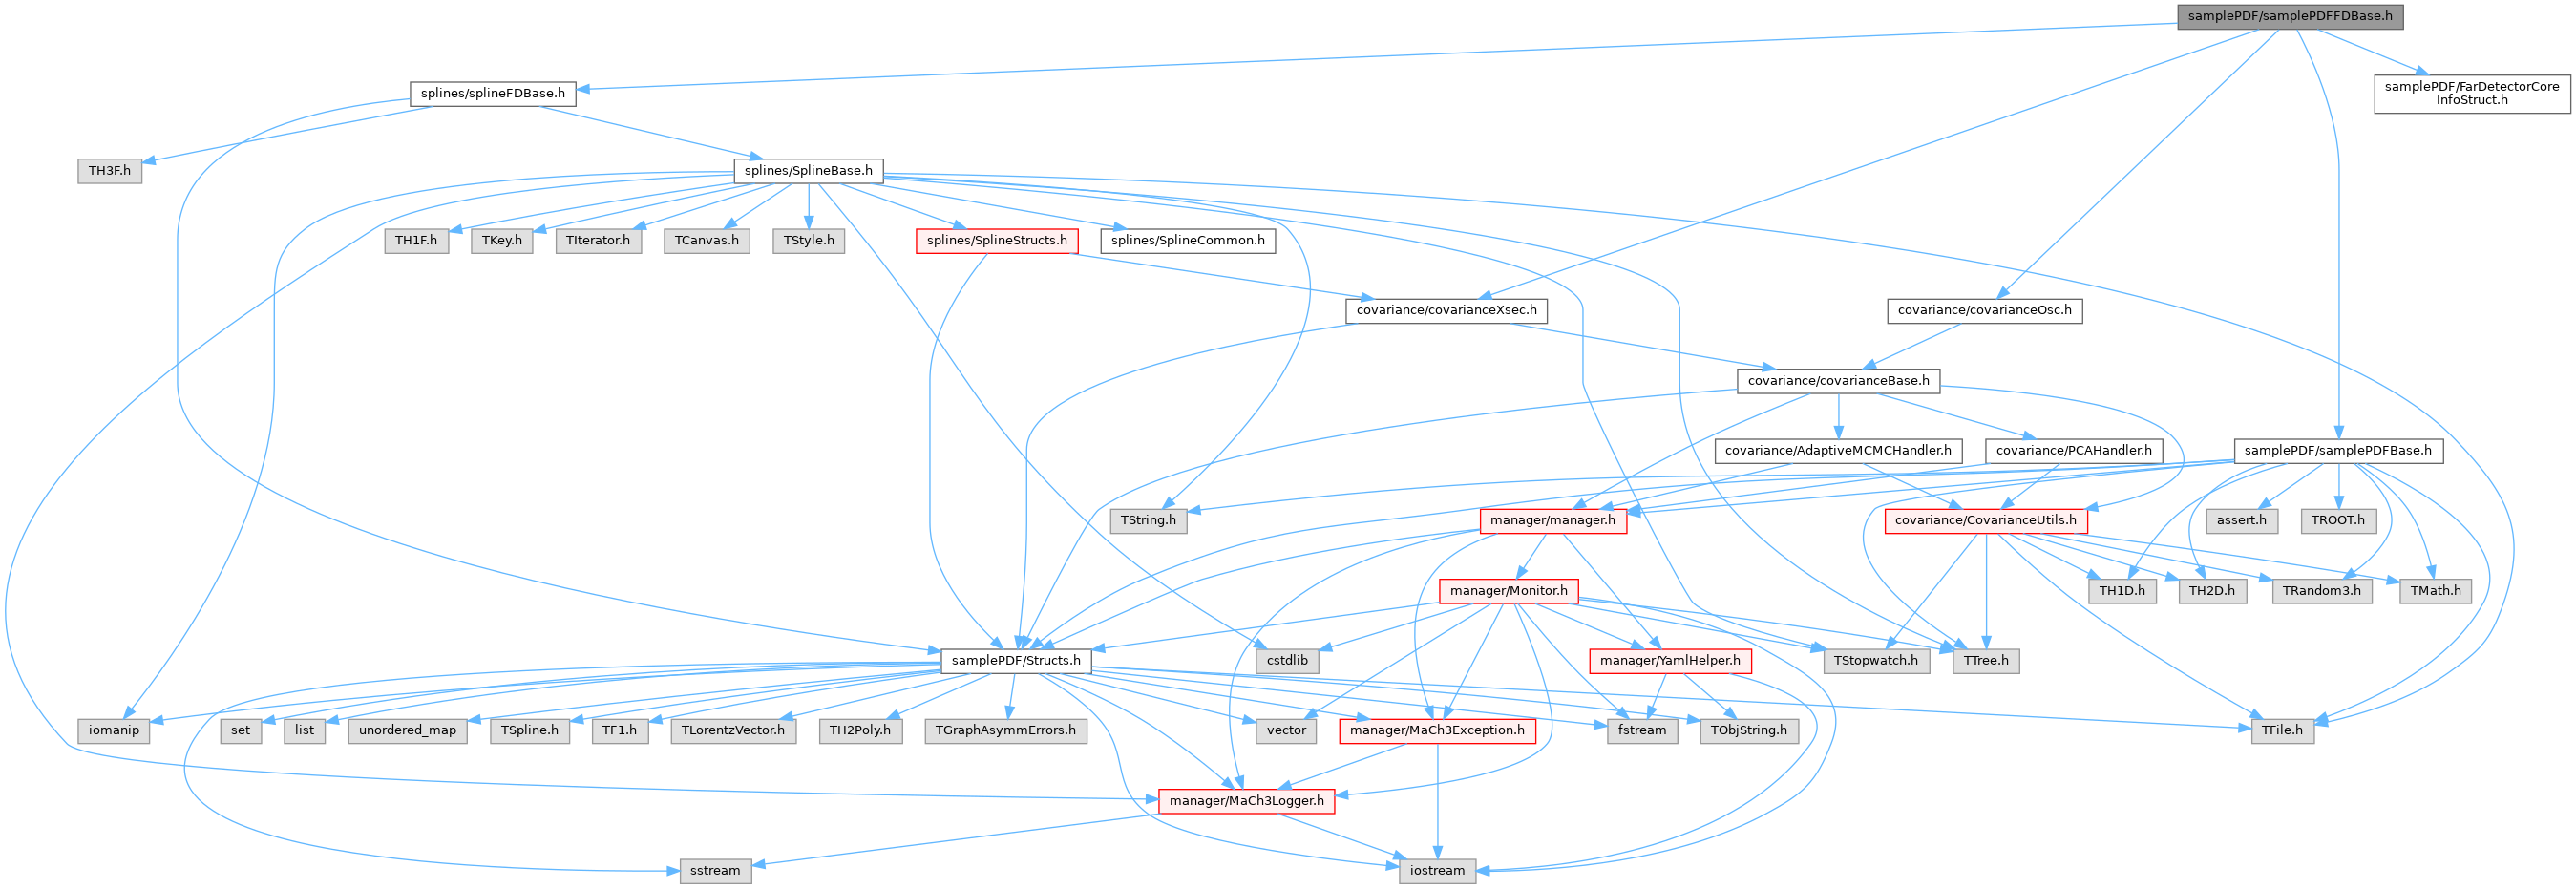 samplePDF/samplePDFFDBase.h
splines/splineFDBase.h
samplePDF/FarDetectorCore
InfoStruct.h
TH3F.h
splines/SplineBase.h
TH1F.h
TKey.h
TIterator.h
TCanvas.h
TStyle.h
splines/SplineStructs.h
splines/SplineCommon.h
covariance/covarianceXsec.h
covariance/covarianceOsc.h
covariance/covarianceBase.h
covariance/AdaptiveMCMCHandler.h
covariance/PCAHandler.h
samplePDF/samplePDFBase.h
TString.h
manager/manager.h
covariance/CovarianceUtils.h
assert.h
TROOT.h
manager/Monitor.h
TH1D.h
TH2D.h
TRandom3.h
TMath.h
samplePDF/Structs.h
cstdlib
manager/YamlHelper.h
TStopwatch.h
TTree.h
iomanip
set
list
unordered_map
TSpline.h
TF1.h
TLorentzVector.h
TH2Poly.h
TGraphAsymmErrors.h
vector
manager/MaCh3Exception.h
fstream
TObjString.h
TFile.h
manager/MaCh3Logger.h
sstream
iostream